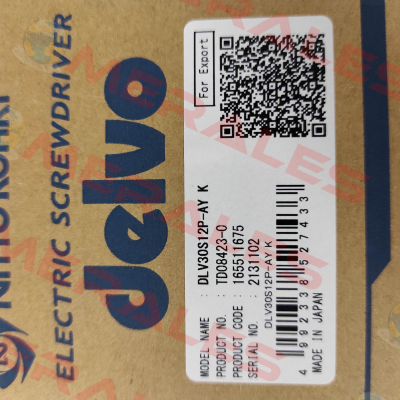 NITTO KOHKI
ELECTRIC SCREWDRIVER
delvo
For Export
MODEL NAME : DLV30S12P-AY K
PRODUCT NO. : TD08423-0
PRODUCT CODE : 165511675
SERIAL NO. : 2131102
DLV30S12P-AY K
4 992338 527433
MADE IN JAPAN
MERALES